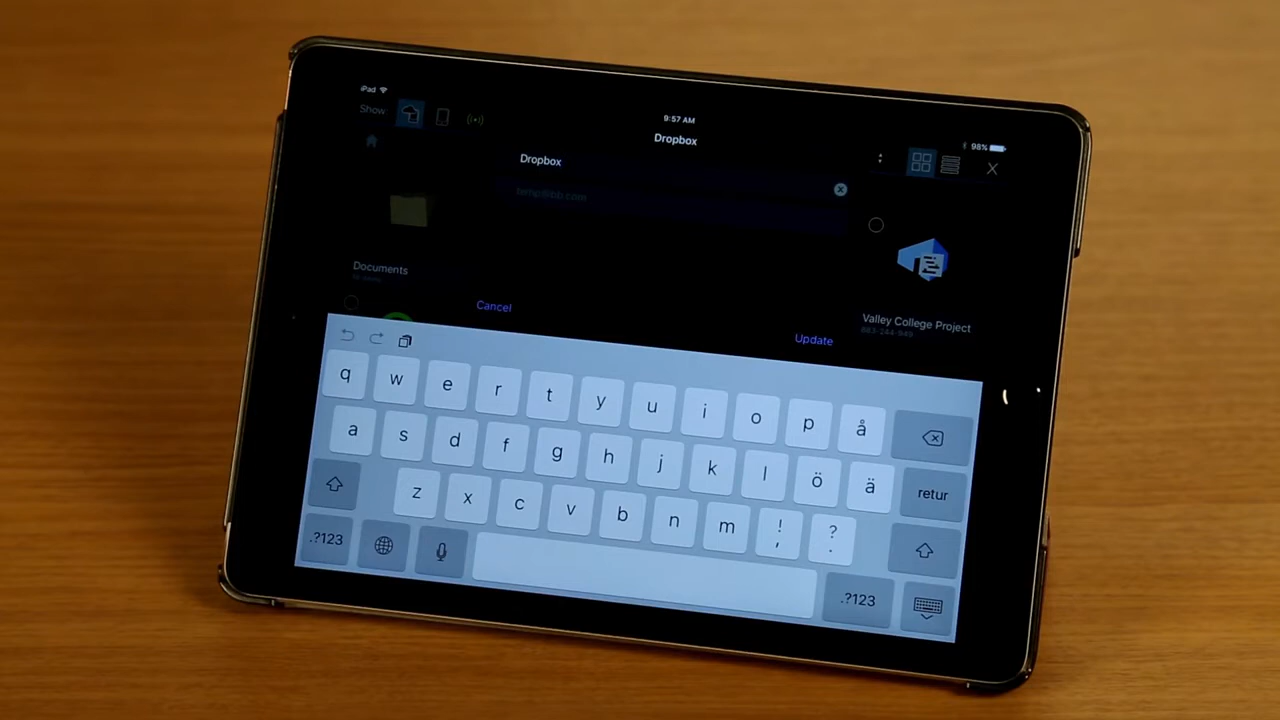 iPad
Show
9:57 AM
98%
Dropbox
Dropbox
Documents
Cancel
Update
Valley College Project
q w e r t y u i o p å
a s d f g h j k l ö ä retur
z x c v b n m ! , ? .
.?123 .?123